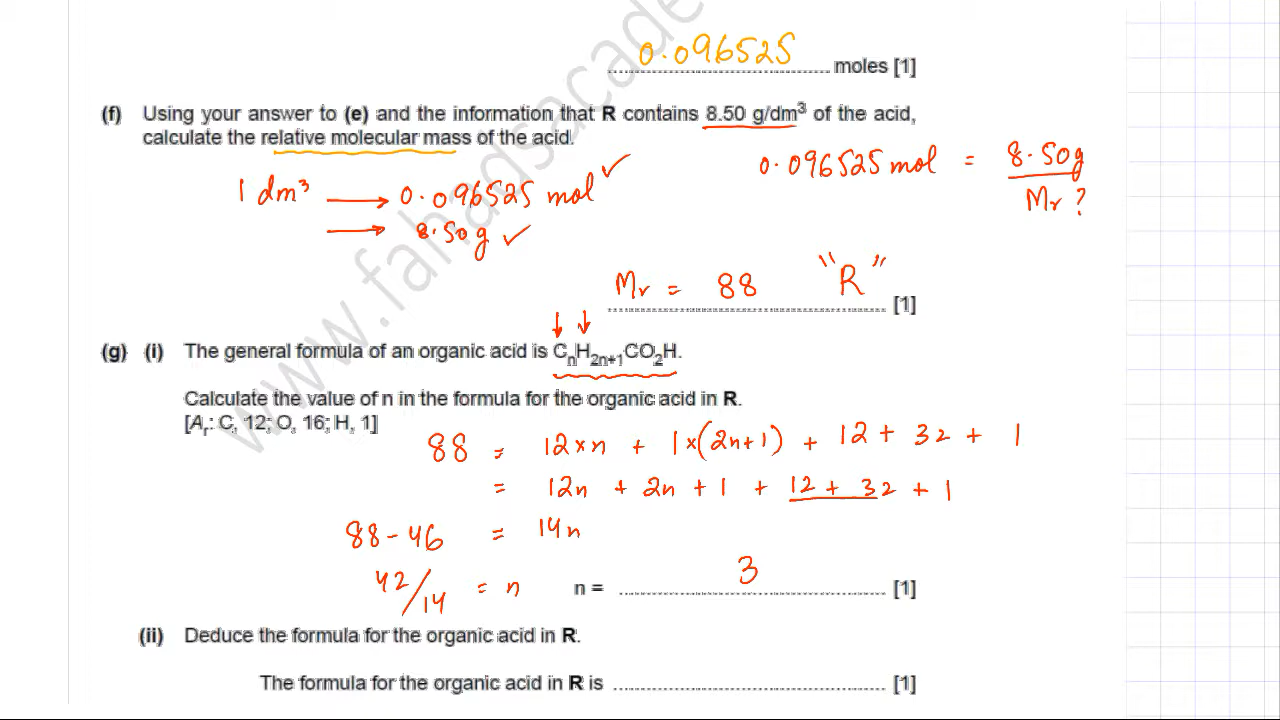 0.096525
moles [1]
(f) Using your answer to (e) and the information that R contains 8.50 g/dm³ of the acid,
calculate the relative molecular mass of the acid.
0.096525 mol = 8.50g / Mr ?
1 dm³ → 0.096525 mol ✓
→ 8.50g ✓
Mr = 88 "R"
[1]
(g) (i) The general formula of an organic acid is CₙH₂ₙ₊₁CO₂H.
Calculate the value of n in the formula for the organic acid in R.
[Aᵣ: C, 12; O, 16; H, 1]
88 = 12×n + 1×(2n+1) + 12 + 32 + 1
= 12n + 2n + 1 + 12 + 32 + 1
88 - 46 = 14n
42/14 = n
n = 3 [1]
(ii) Deduce the formula for the organic acid in R.
The formula for the organic acid in R is [1]